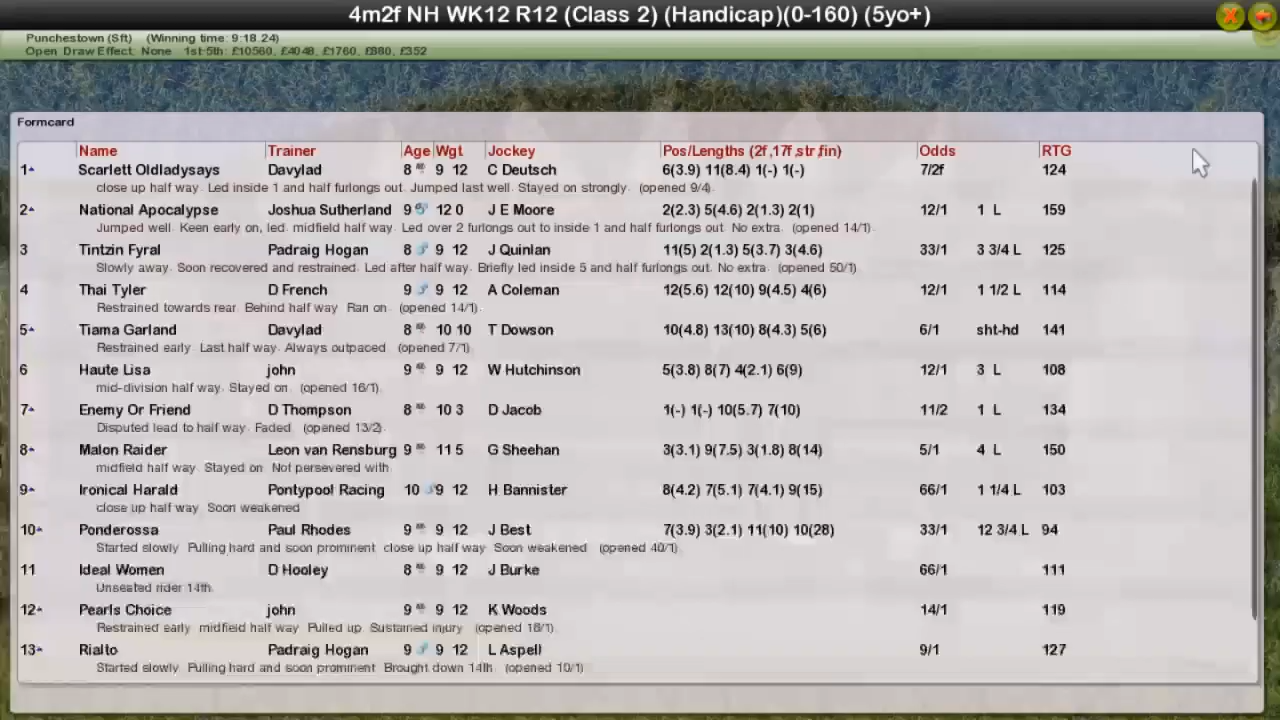 4m2f NH WK12 R12 (Class 2) (Handicap)(0-160) (5yo+)
Punchestown (Sft) (Winning time: 9:18.24)
Open Draw Effect: None 1st-5th: £10560, £4048, £1760, £880, £352
Formcard
Name Trainer Age Wgt Jockey Pos/Lengths (2f,17f,str,fin) Odds RTG
1 Scarlett Oldladysays Davylad 8 9 12 C Deutsch 6(3.9) 11(8.4) 1(-) 1(-) 7/2f 124
close up half way. Led inside 1 and half furlongs out. Jumped last well. Stayed on strongly. (opened 9/4).
2 National Apocalypse Joshua Sutherland 9 12 0 J E Moore 2(2.3) 5(4.6) 2(1.3) 2(1) 12/1 1 L 159
Jumped well. Keen early on, led. midfield half way. Led over 2 furlongs out to inside 1 and half furlongs out. No extra. (opened 14/1).
3 Tintzin Fyral Padraig Hogan 8 9 12 J Quinlan 11(5) 2(1.3) 5(3.7) 3(4.6) 33/1 3 3/4 L 125
Slowly away. Soon recovered and restrained. Led after half way. Briefly led inside 5 and half furlongs out. No extra. (opened 50/1).
4 Thai Tyler D French 9 9 12 A Coleman 12(5.6) 12(10) 9(4.5) 4(6) 12/1 1 1/2 L 114
Restrained towards rear. Behind half way. Ran on. (opened 14/1).
5 Tiama Garland Davylad 8 10 10 T Dowson 10(4.8) 13(10) 8(4.3) 5(6) 6/1 sht-hd 141
Restrained early. Last half way. Always outpaced. (opened 7/1).
6 Haute Lisa john 9 9 12 W Hutchinson 5(3.8) 8(7) 4(2.1) 6(9) 12/1 3 L 108
mid-division half way. Stayed on. (opened 16/1).
7 Enemy Or Friend D Thompson 8 10 3 D Jacob 1(-) 1(-) 10(5.7) 7(10) 11/2 1 L 134
Disputed lead to half way. Faded. (opened 13/2).
8 Malon Raider Leon van Rensburg 9 11 5 G Sheehan 3(3.1) 9(7.5) 3(1.8) 8(14) 5/1 4 L 150
midfield half way. Stayed on. Not persevered with.
9 Ironical Harald Pontypool Racing 10 9 12 H Bannister 8(4.2) 7(5.1) 7(4.1) 9(15) 66/1 1 1/4 L 103
close up half way. Soon weakened.
10 Ponderossa Paul Rhodes 9 9 12 J Best 7(3.9) 3(2.1) 11(10) 10(28) 33/1 12 3/4 L 94
Started slowly. Pulling hard and soon prominent. close up half way. Soon weakened. (opened 40/1).
11 Ideal Women D Hooley 8 9 12 J Burke 66/1 111
Unseated rider 14th.
12 Pearls Choice john 9 9 12 K Woods 14/1 119
Restrained early. midfield half way. Pulled up. Sustained injury. (opened 16/1).
13 Rialto Padraig Hogan 9 9 12 L Aspell 9/1 127
Started slowly. Pulling hard and soon prominent. Brought down 14th. (opened 10/1).